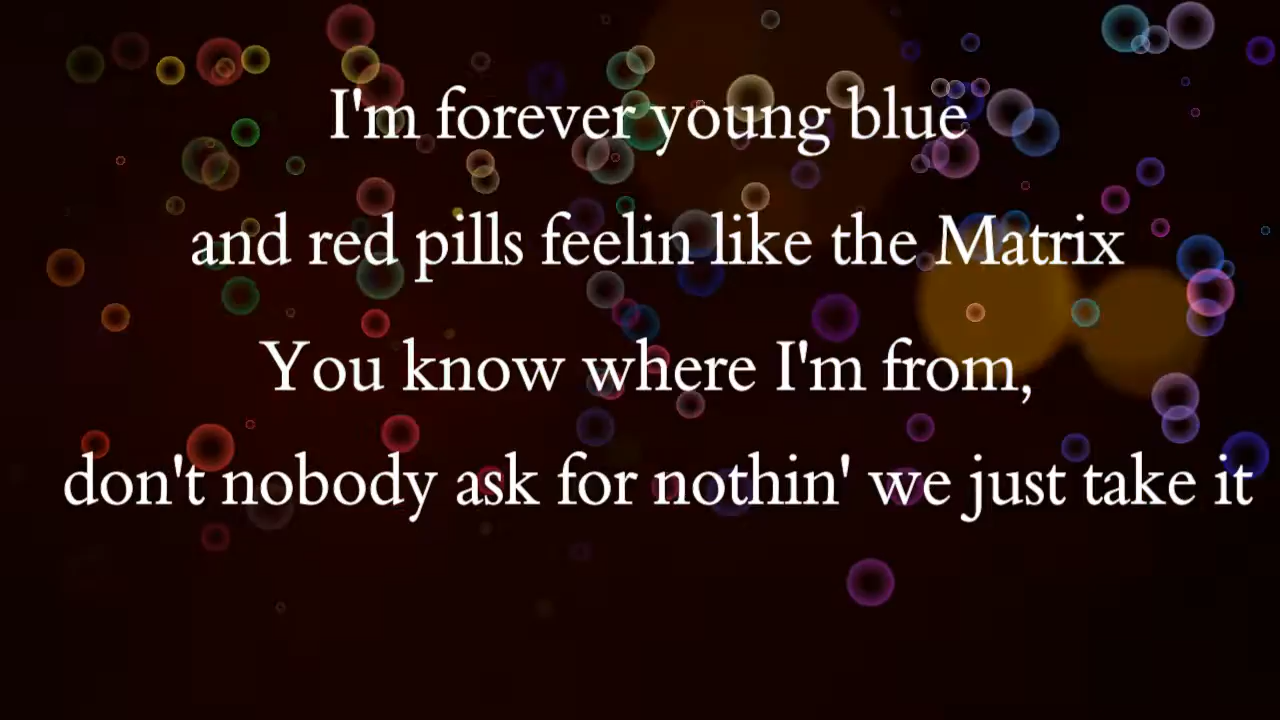 I'm forever young blue
and red pills feelin like the Matrix
You know where I'm from,
don't nobody ask for nothin' we just take it